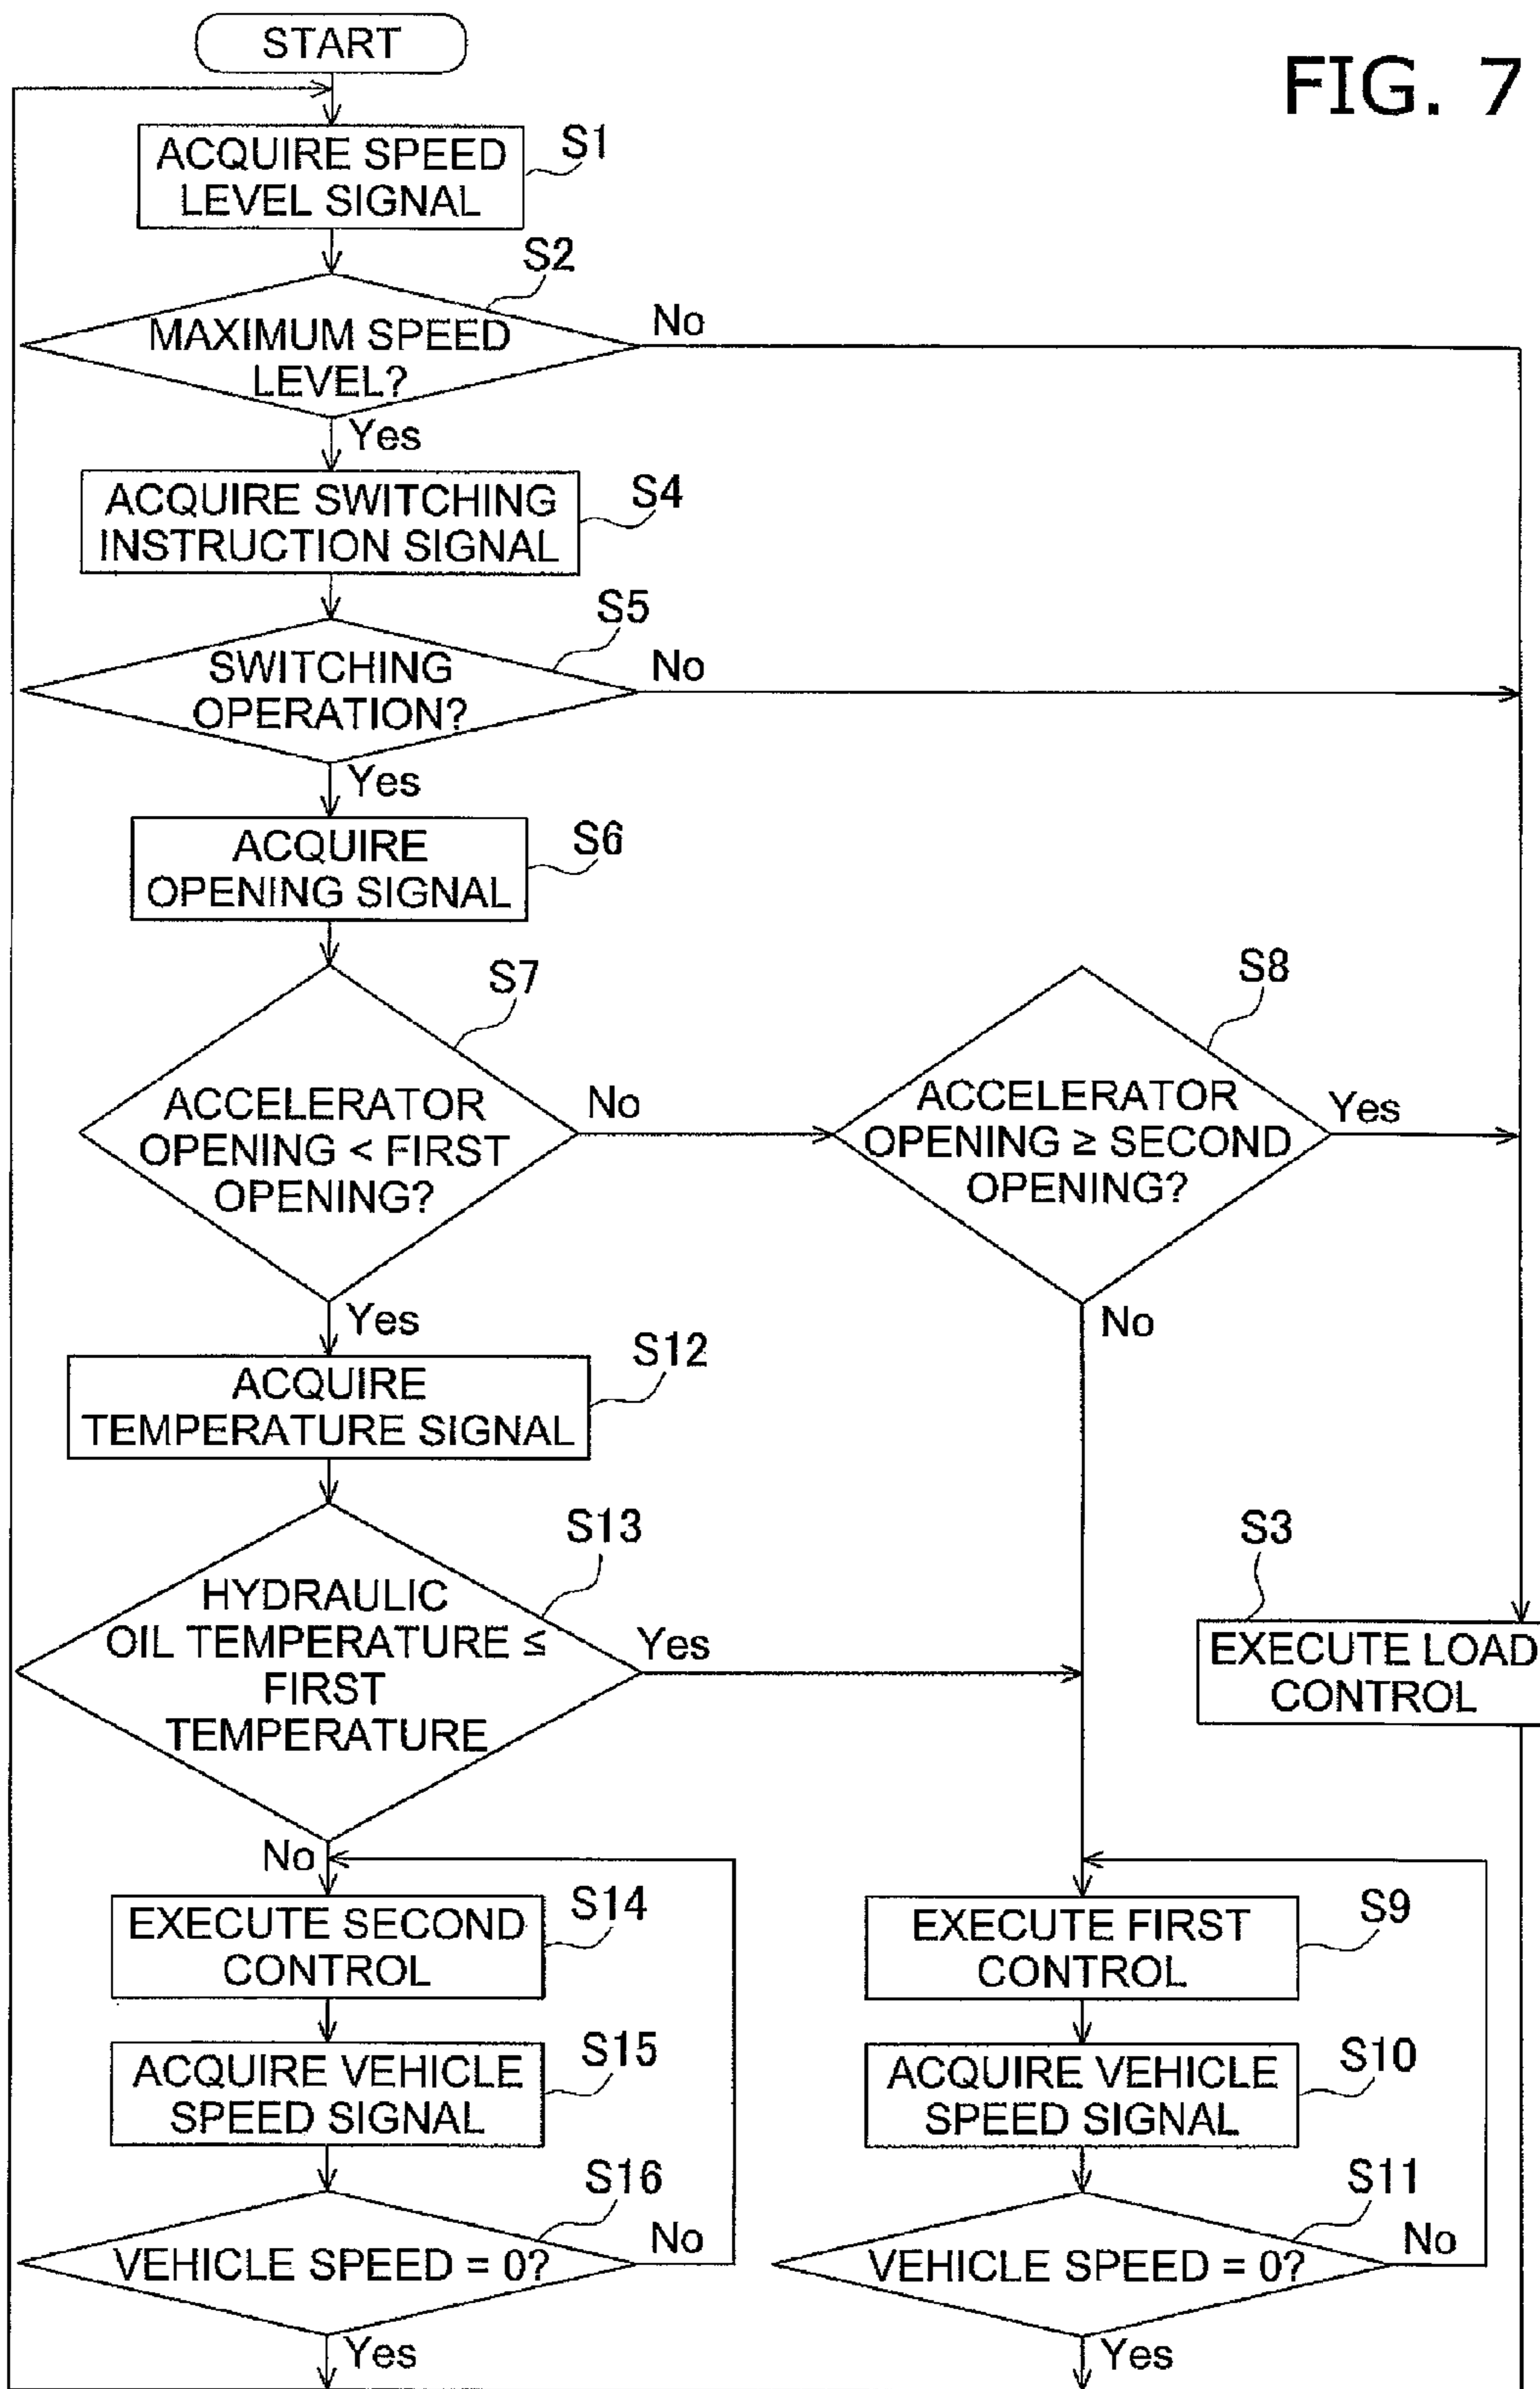 START
FIG. 7
ACQUIRE SPEED
LEVEL SIGNAL
S1
MAXIMUM SPEED
LEVEL?
S2
No
Yes
ACQUIRE SWITCHING
INSTRUCTION SIGNAL
S4
SWITCHING
OPERATION?
S5
No
Yes
ACQUIRE
OPENING SIGNAL
S6
ACCELERATOR
OPENING < FIRST
OPENING?
S7
No
Yes
ACCELERATOR
OPENING ≥ SECOND
OPENING?
S8
Yes
No
ACQUIRE
TEMPERATURE SIGNAL
S12
HYDRAULIC
OIL TEMPERATURE ≤
FIRST
TEMPERATURE
S13
Yes
No
S3
EXECUTE LOAD
CONTROL
EXECUTE SECOND
CONTROL
S14
ACQUIRE VEHICLE
SPEED SIGNAL
S15
VEHICLE SPEED = 0?
S16
No
Yes
EXECUTE FIRST
CONTROL
S9
ACQUIRE VEHICLE
SPEED SIGNAL
S10
VEHICLE SPEED = 0?
S11
No
Yes